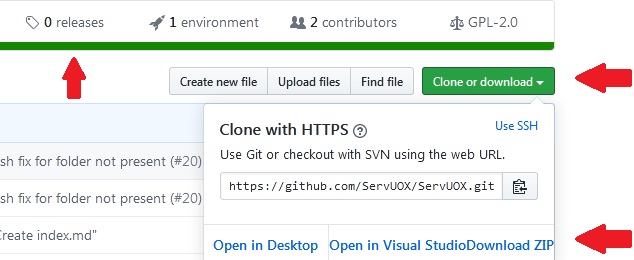 0 releases 1 environment 2 contributors GPL-2.0
Create new file Upload files Find file Clone or download
Clone with HTTPS Use SSH
Use Git or checkout with SVN using the web URL.
https://github.com/ServUOX/ServUOX.git
Open in Desktop Open in Visual StudioDownload ZIP
sh fix for folder not present (#20)
sh fix for folder not present (#20)
Create index.md"